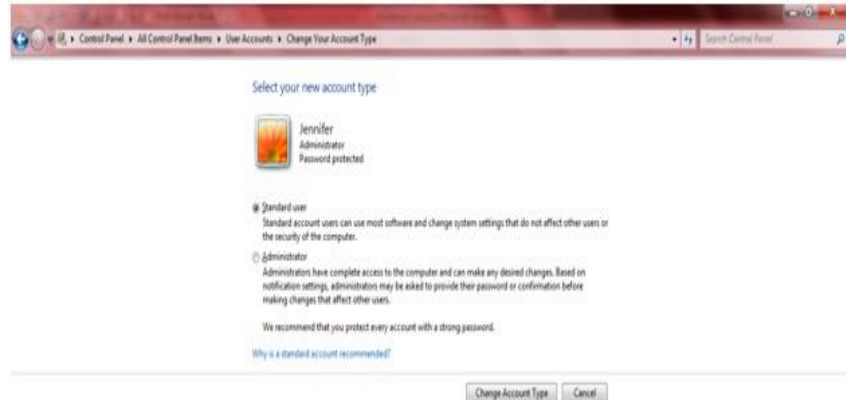 Control Panel ▸ All Control Panel Items ▸ User Accounts ▸ Change Your Account Type
Search Control Panel
Select your new account type
Jennifer
Administrator
Password protected
Standard user
Standard account users can use most software and change system settings that do not affect other users or
the security of the computer.
Administrator
Administrators have complete access to the computer and can make any desired changes. Based on
notification settings, administrators may be asked to provide their password or confirmation before
making changes that affect other users.
We recommend that you protect every account with a strong password.
Why is a standard account recommended?
Change Account Type
Cancel